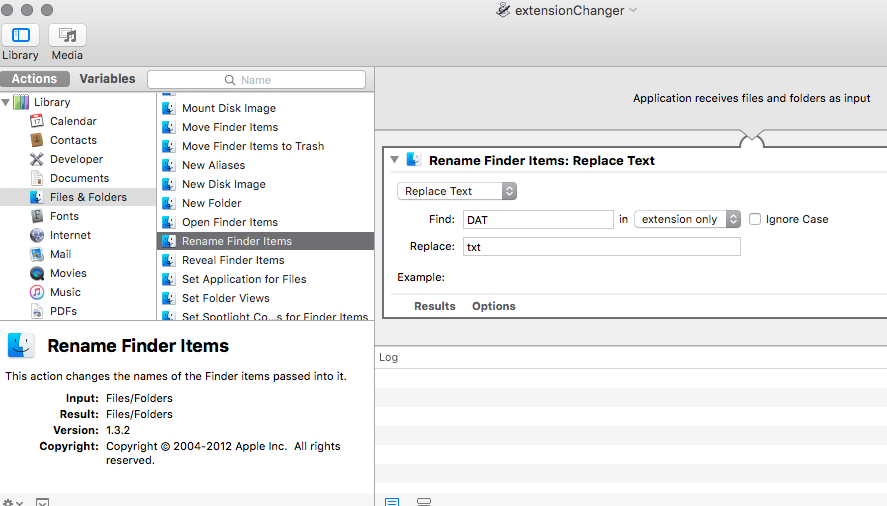 extensionChanger
Library
Media
Actions
Variables
Name
Library
Calendar
Contacts
Developer
Documents
Files & Folders
Fonts
Internet
Mail
Movies
Music
PDFs
Mount Disk Image
Move Finder Items
Move Finder Items to Trash
New Aliases
New Disk Image
New Folder
Open Finder Items
Rename Finder Items
Reveal Finder Items
Set Application for Files
Set Folder Views
Set Spotlight Co...s for Finder Items
Application receives files and folders as input
Rename Finder Items: Replace Text
Replace Text
Find: DAT in extension only Ignore Case
Replace: txt
Example:
Results Options
Rename Finder Items
This action changes the names of the Finder items passed into it.
Input: Files/Folders
Result: Files/Folders
Version: 1.3.2
Copyright: Copyright © 2004-2012 Apple Inc. All rights
reserved.
Log